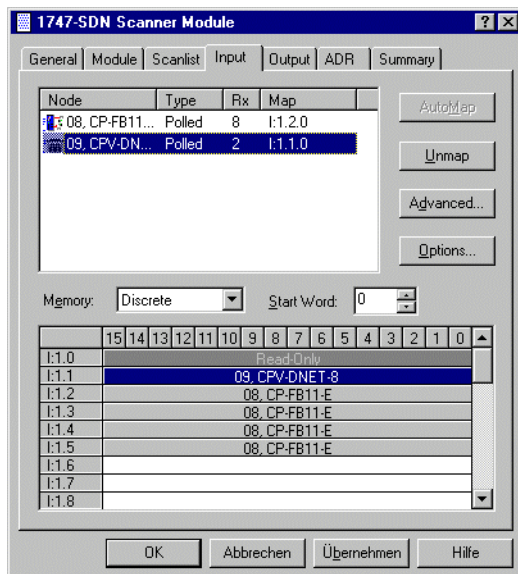 1747-SDN Scanner Module
General Module Scanlist Input Output ADR Summary
Node Type Rx Map
08, CP-FB11... Polled 8 I:1.2.0
09, CPV-DN... Polled 2 I:1.1.0
AutoMap
Unmap
Advanced...
Options...
Memory: Discrete Start Word: 0
15 14 13 12 11 10 9 8 7 6 5 4 3 2 1 0
I:1.0 Read-Only
I:1.1 09, CPV-DNET-8
I:1.2 08, CP-FB11-E
I:1.3 08, CP-FB11-E
I:1.4 08, CP-FB11-E
I:1.5 08, CP-FB11-E
I:1.6
I:1.7
I:1.8
OK Abbrechen Übernehmen Hilfe